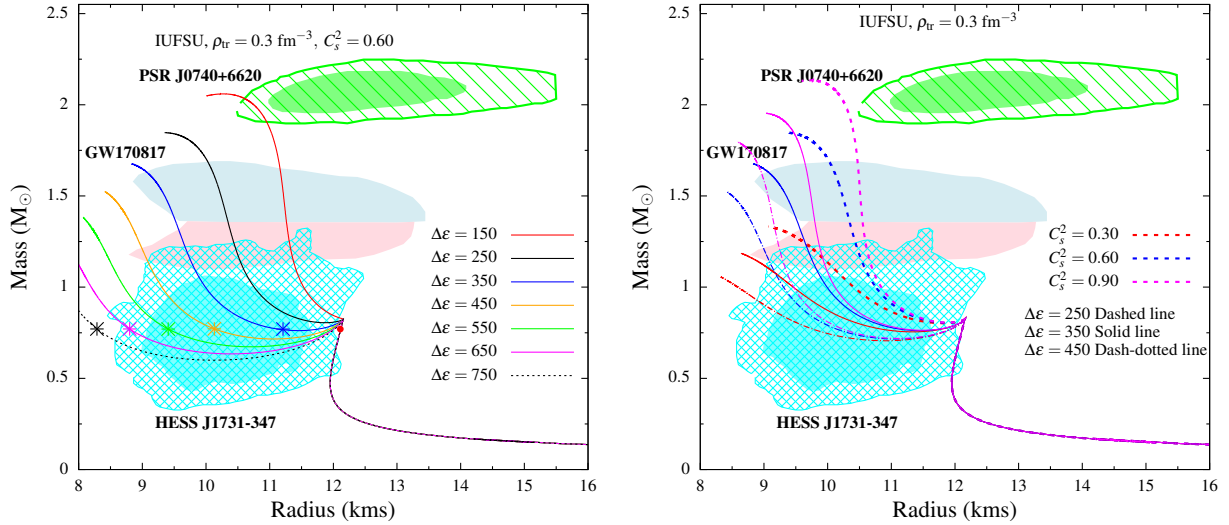 IUFSU, ρtr = 0.3 fm⁻³, Cₛ² = 0.60
PSR J0740+6620
GW170817
HESS J1731-347
Δε = 150
Δε = 250
Δε = 350
Δε = 450
Δε = 550
Δε = 650
Δε = 750
Mass (M⊙)
2.5
2
1.5
1
0.5
0
8 9 10 11 12 13 14 15 16
Radius (kms)
IUFSU, ρtr = 0.3 fm⁻³
PSR J0740+6620
GW170817
HESS J1731-347
Cₛ² = 0.30
Cₛ² = 0.60
Cₛ² = 0.90
Δε = 250 Dashed line
Δε = 350 Solid line
Δε = 450 Dash-dotted line
Mass (M⊙)
2.5
2
1.5
1
0.5
0
8 9 10 11 12 13 14 15 16
Radius (kms)